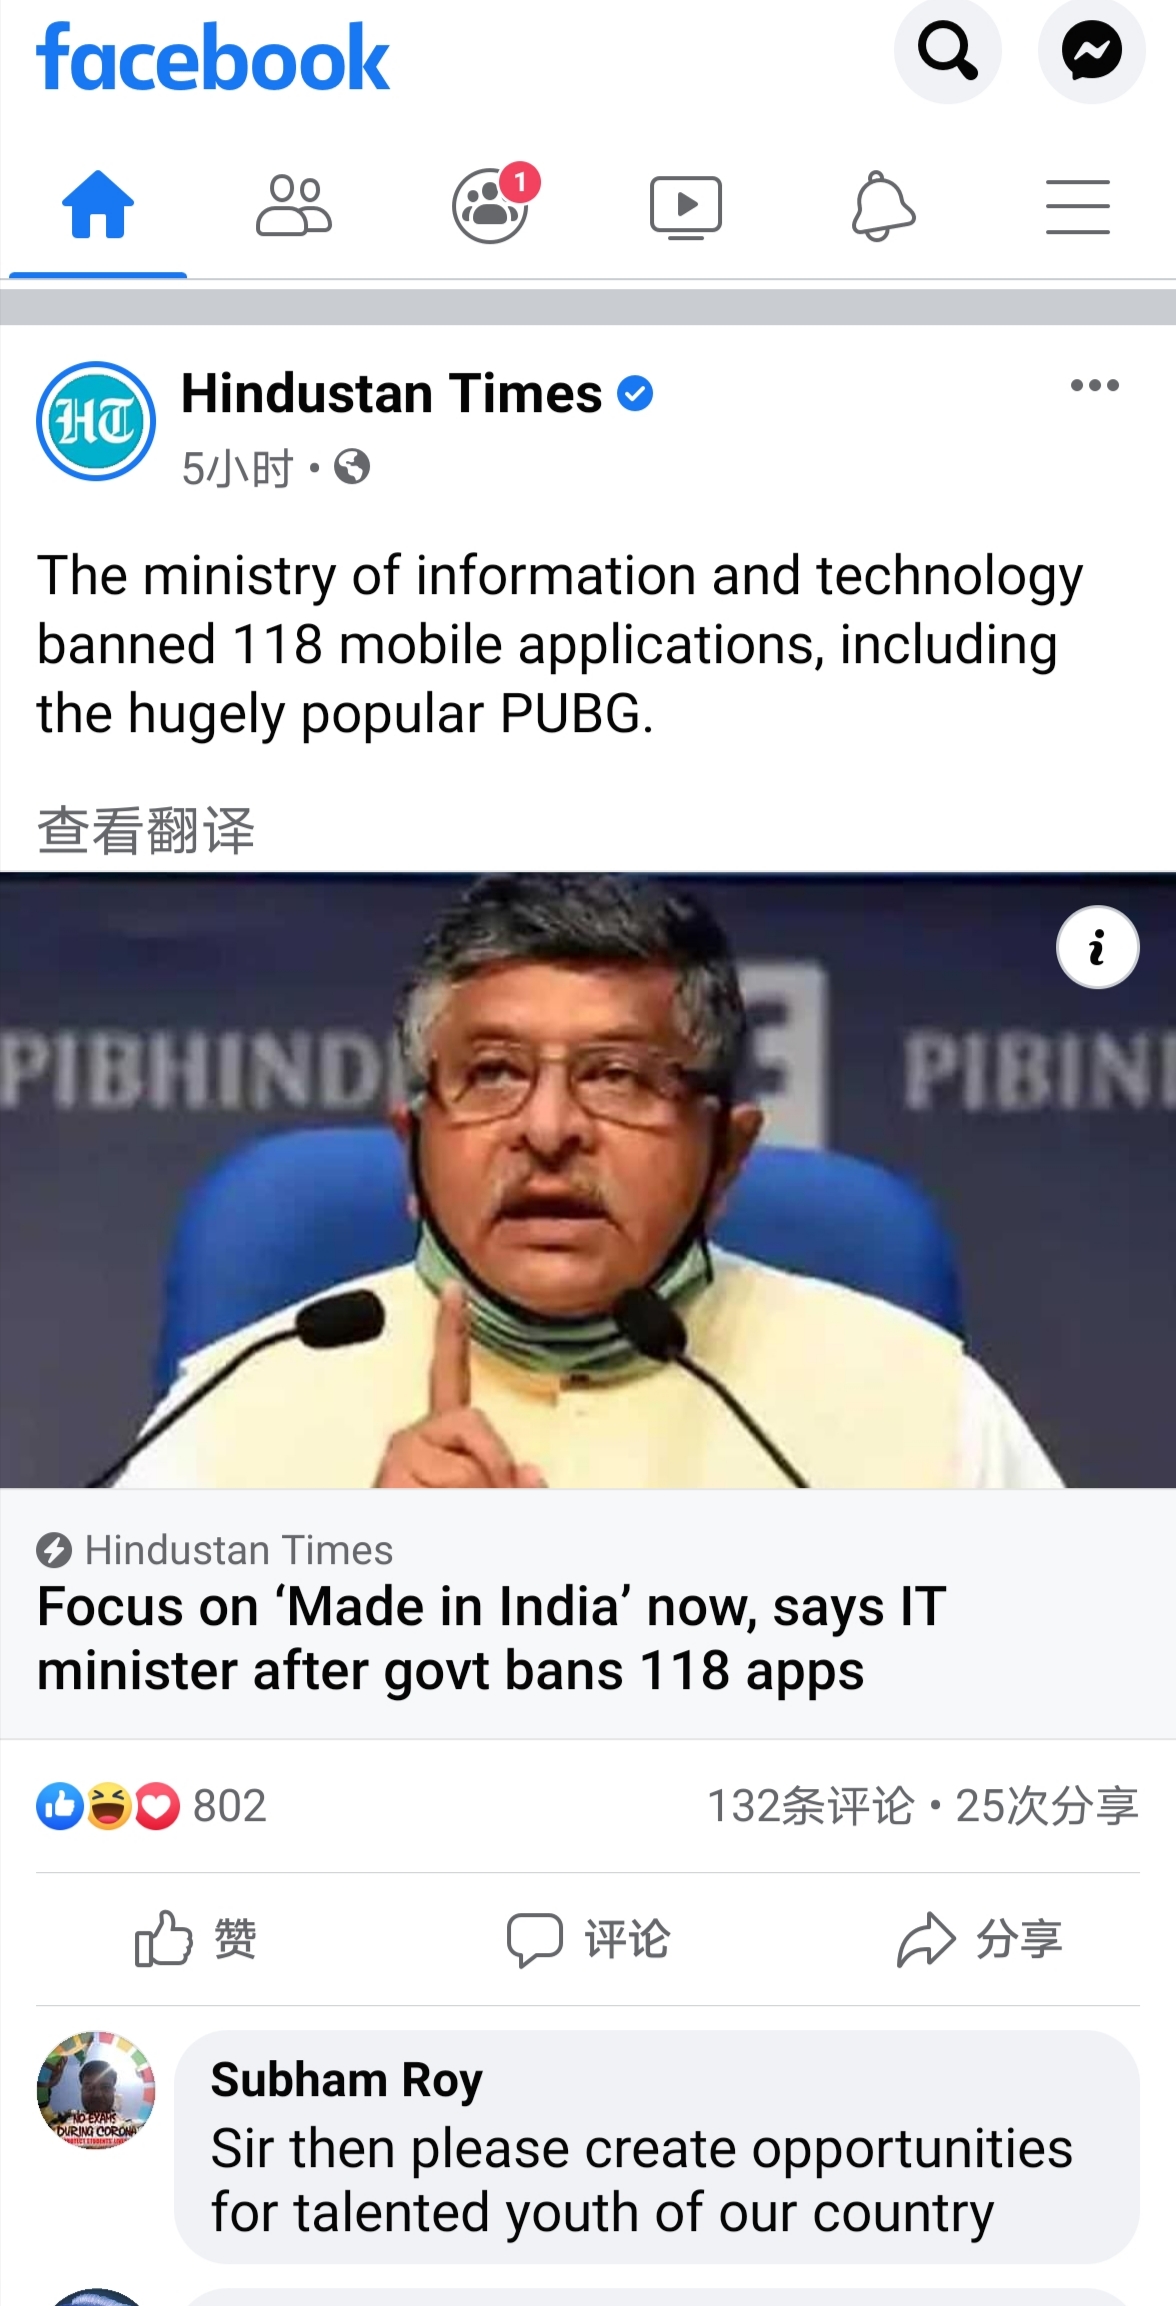 facebook
1
HT
Hindustan Times
5小时 •
The ministry of information and technology
banned 118 mobile applications, including
the hugely popular PUBG.
查看翻译
i
PIBHIND
PIBIN
Hindustan Times
Focus on ‘Made in India’ now, says IT
minister after govt bans 118 apps
802
132条评论 • 25次分享
赞
评论
分享
NO EXAMS
DURING CORONA
Subham Roy
Sir then please create opportunities
for talented youth of our country